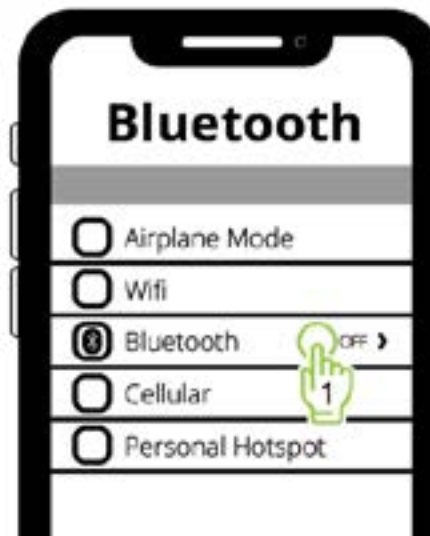 Bluetooth
Airplane Mode
Wifi
Bluetooth OFF
Cellular
1
Personal Hotspot